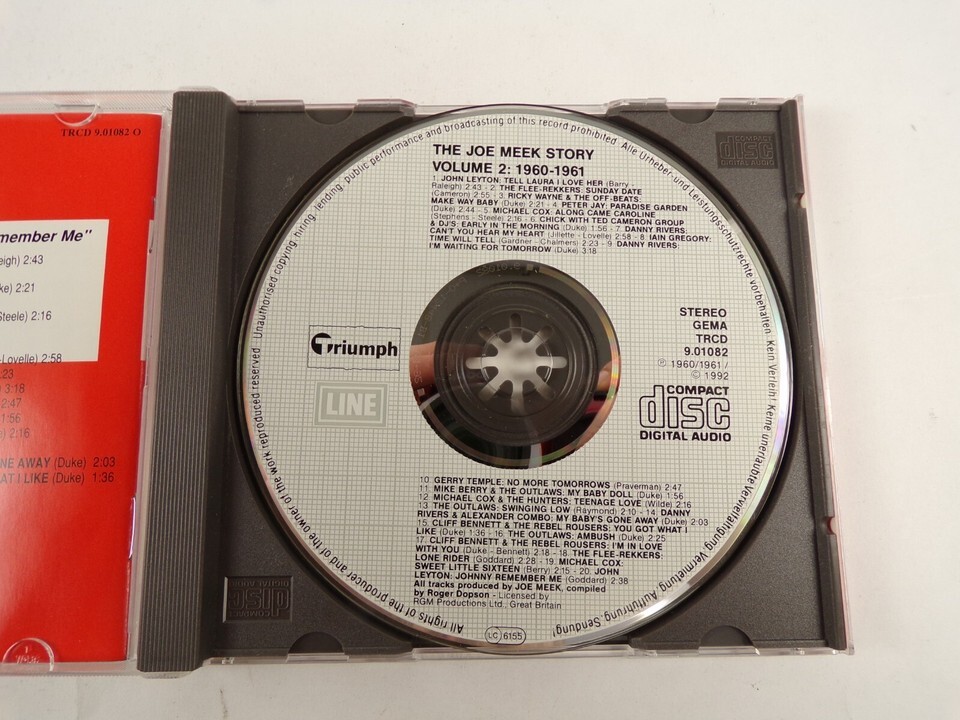 TRCD 9.01082 O
member Me"
eigh) 2:43
ke) 2:21
Steele) 2:16
-Lovelle) 2:58
:23
) 3:18
2:47
1:56
e) 2:16
NE AWAY (Duke) 2:03
AT I LIKE (Duke) 1:36
All rights of the producer and of the owner of the work reproduced reserved · Unauthorised copying, hiring, lending, public performance and broadcasting of this record prohibited. Alle Urheber- und Leistungsschutzrechte vorbehalten. Kein Verleih! Keine unerlaubte Vervielfältigung, Vermietung, Aufführung, Sendung!
THE JOE MEEK STORY
VOLUME 2: 1960-1961
1. JOHN LEYTON: TELL LAURA I LOVE HER (Barry -
Raleigh) 2:43 - 2. THE FLEE-REKKERS: SUNDAY DATE
(Cameron) 2:55 - 3. RICKY WAYNE & THE OFF-BEATS:
MAKE WAY BABY (Duke) 2:21 - 4. PETER JAY: PARADISE GARDEN
(Duke) 2:44 - 5. MICHAEL COX: ALONG CAME CAROLINE
(Stephens - Steele) 2:16 - 6. CHICK WITH TED CAMERON GROUP
& DJ'S: EARLY IN THE MORNING (Duke) 1:56 - 7. DANNY RIVERS:
CAN'T YOU HEAR MY HEART (Jillette - Lovelle) 2:58 - 8. IAIN GREGORY:
TIME WILL TELL (Gardner - Chalmers) 2:23 - 9. DANNY RIVERS:
I'M WAITING FOR TOMORROW (Duke) 3:18
Triumph
LINE
STEREO
GEMA
TRCD
9.01082
Ⓟ 1960/1961 /
© 1992
COMPACT
disc
DIGITAL AUDIO
10. GERRY TEMPLE: NO MORE TOMORROWS (Praverman) 2:47
11. MIKE BERRY & THE OUTLAWS: MY BABY DOLL (Duke) 1:56
12. MICHAEL COX & THE HUNTERS: TEENAGE LOVE (Wilde) 2:16
13. THE OUTLAWS: SWINGING LOW (Raymond) 2:10 - 14. DANNY
RIVERS & ALEXANDER COMBO: MY BABY'S GONE AWAY (Duke) 2:03
15. CLIFF BENNETT & THE REBEL ROUSERS: YOU GOT WHAT I
LIKE (Duke) 1:36 - 16. THE OUTLAWS: AMBUSH (Duke) 2:25
17. CLIFF BENNETT & THE REBEL ROUSERS: I'M IN LOVE
WITH YOU (Duke - Bennett) 2:18 - 18. THE FLEE-REKKERS:
LONE RIDER (Goddard) 2:28 - 19. MICHAEL COX:
SWEET LITTLE SIXTEEN (Berry) 2:15 - 20. JOHN
LEYTON: JOHNNY REMEMBER ME (Goddard) 2:38
All tracks produced by JOE MEEK, compiled
by Roger Dopson - Licensed by
RGM Productions Ltd., Great Britain
LC 6155
COMPACT
disc
DIGITAL AUDIO
COMPACT
disc
DIGITAL AUDIO